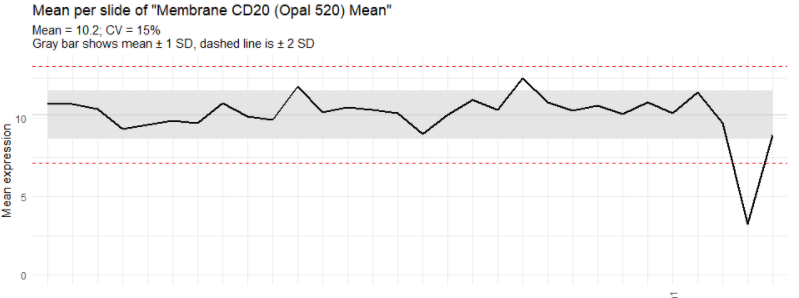 Mean per slide of "Membrane CD20 (Opal 520) Mean"
Mean = 10.2; CV = 15%
Gray bar shows mean ± 1 SD, dashed line is ± 2 SD
Mean expression
10
5
0